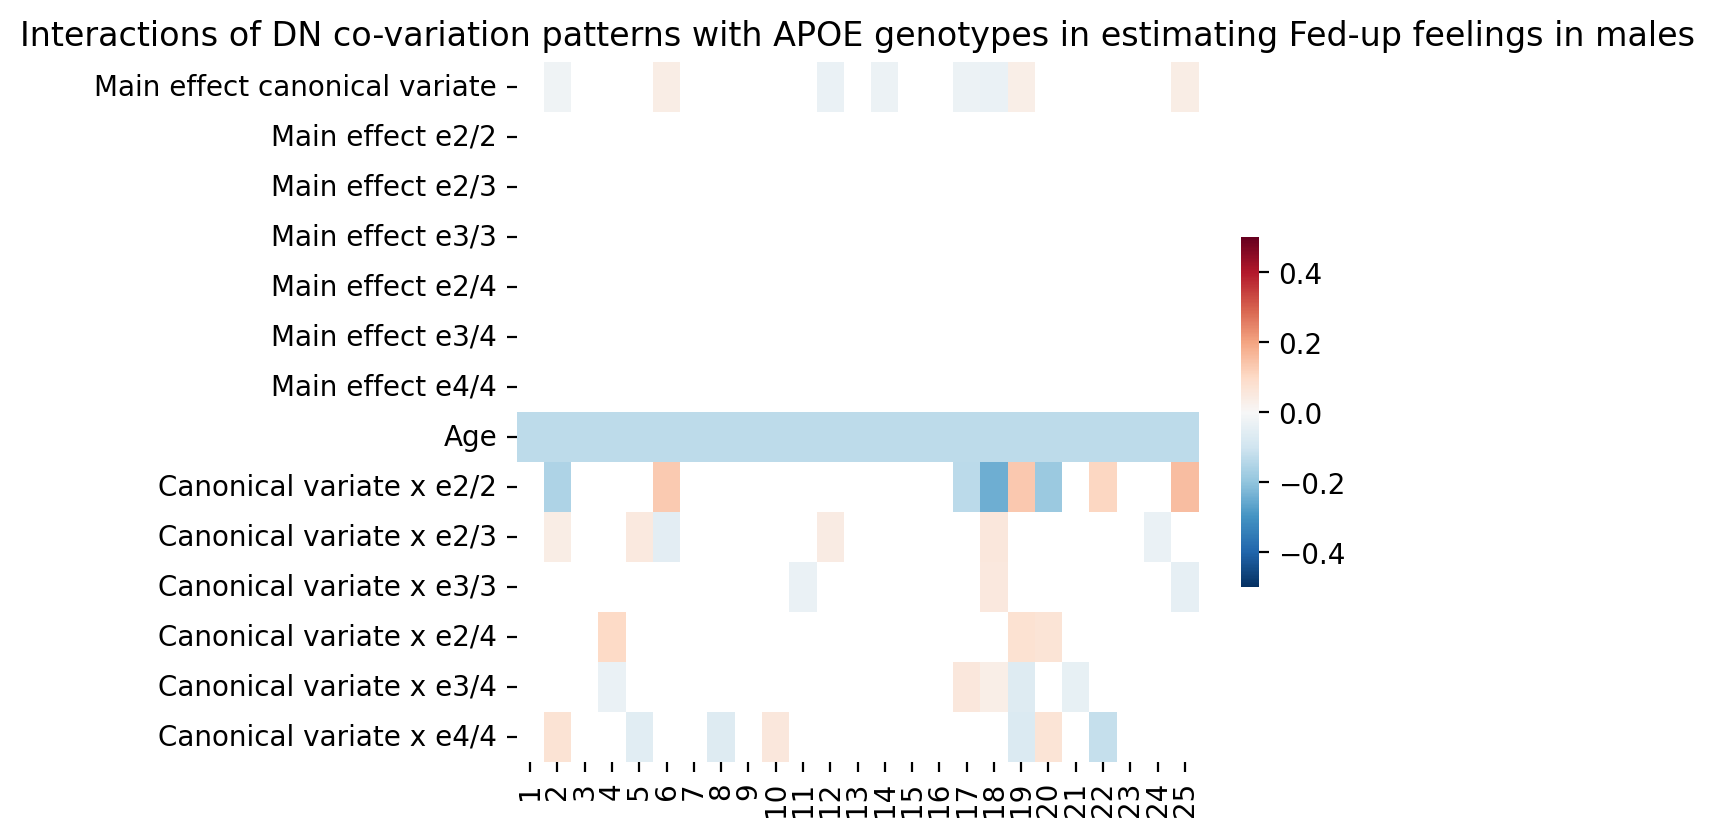 Interactions of DN co-variation patterns with APOE genotypes in estimating Fed-up feelings in males
Main effect canonical variate
Main effect e2/2
Main effect e2/3
Main effect e3/3
Main effect e2/4
Main effect e3/4
Main effect e4/4
Age
Canonical variate x e2/2
Canonical variate x e2/3
Canonical variate x e3/3
Canonical variate x e2/4
Canonical variate x e3/4
Canonical variate x e4/4
1 2 3 4 5 6 7 8 9 10 11 12 13 14 15 16 17 18 19 20 21 22 23 24 25
0.4
0.2
0.0
−0.2
−0.4